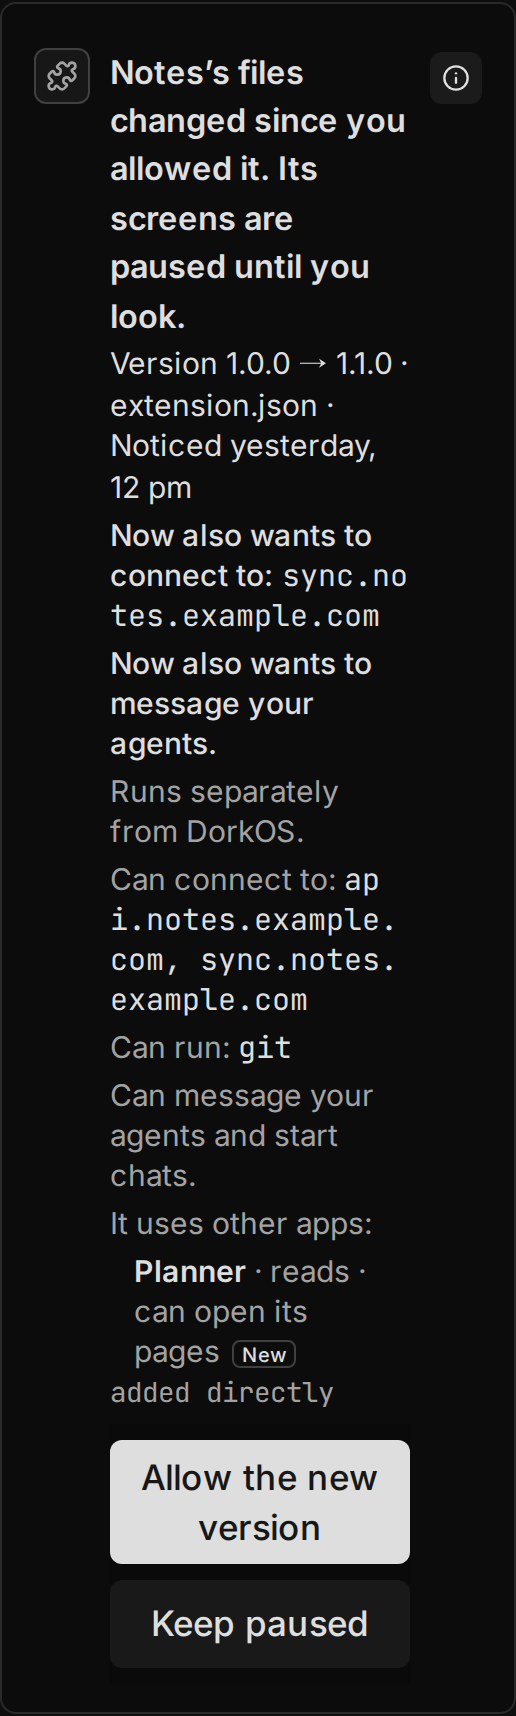 Notes’s files
changed since you
allowed it. Its
screens are
paused until you
look.
Version 1.0.0 → 1.1.0 ·
extension.json ·
Noticed yesterday,
12 pm
Now also wants to
connect to: sync.no
tes.example.com
Now also wants to
message your
agents.
Runs separately
from DorkOS.
Can connect to: ap
i.notes.example.
com, sync.notes.
example.com
Can run: git
Can message your
agents and start
chats.
It uses other apps:
Planner · reads ·
can open its
pages New
added directly
Allow the new
version
Keep paused